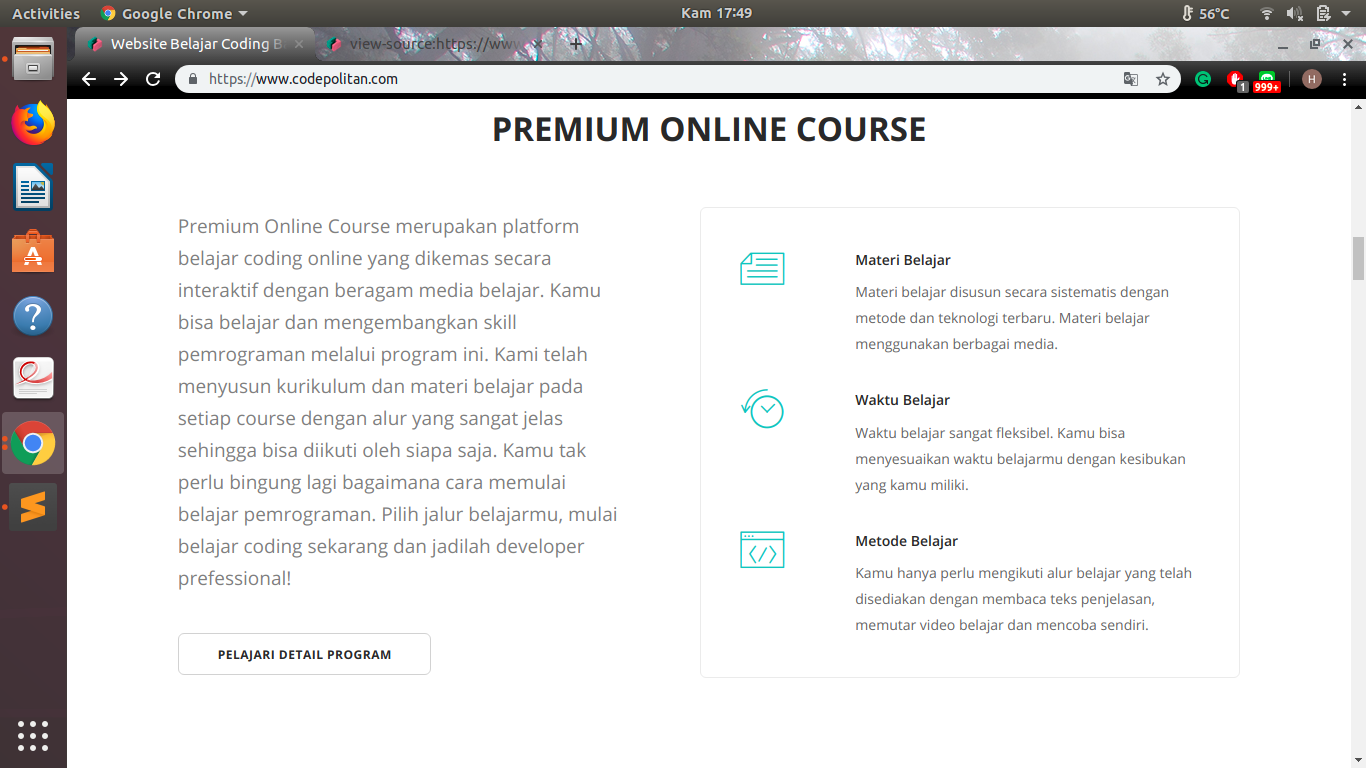 Activities
Google Chrome
Kam 17:49
56°C
Website Belajar Coding B
view-source:https://www
https://www.codepolitan.com
1
999+
H
PREMIUM ONLINE COURSE
Premium Online Course merupakan platform
belajar coding online yang dikemas secara
interaktif dengan beragam media belajar. Kamu
bisa belajar dan mengembangkan skill
pemrograman melalui program ini. Kami telah
menyusun kurikulum dan materi belajar pada
setiap course dengan alur yang sangat jelas
sehingga bisa diikuti oleh siapa saja. Kamu tak
perlu bingung lagi bagaimana cara memulai
belajar pemrograman. Pilih jalur belajarmu, mulai
belajar coding sekarang dan jadilah developer
prefessional!
PELAJARI DETAIL PROGRAM
Materi Belajar
Materi belajar disusun secara sistematis dengan
metode dan teknologi terbaru. Materi belajar
menggunakan berbagai media.
Waktu Belajar
Waktu belajar sangat fleksibel. Kamu bisa
menyesuaikan waktu belajarmu dengan kesibukan
yang kamu miliki.
Metode Belajar
Kamu hanya perlu mengikuti alur belajar yang telah
disediakan dengan membaca teks penjelasan,
memutar video belajar dan mencoba sendiri.